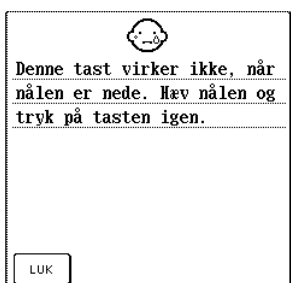 Denne tast virker ikke, når
nålen er nede. Hæv nålen og
tryk på tasten igen.
LUK